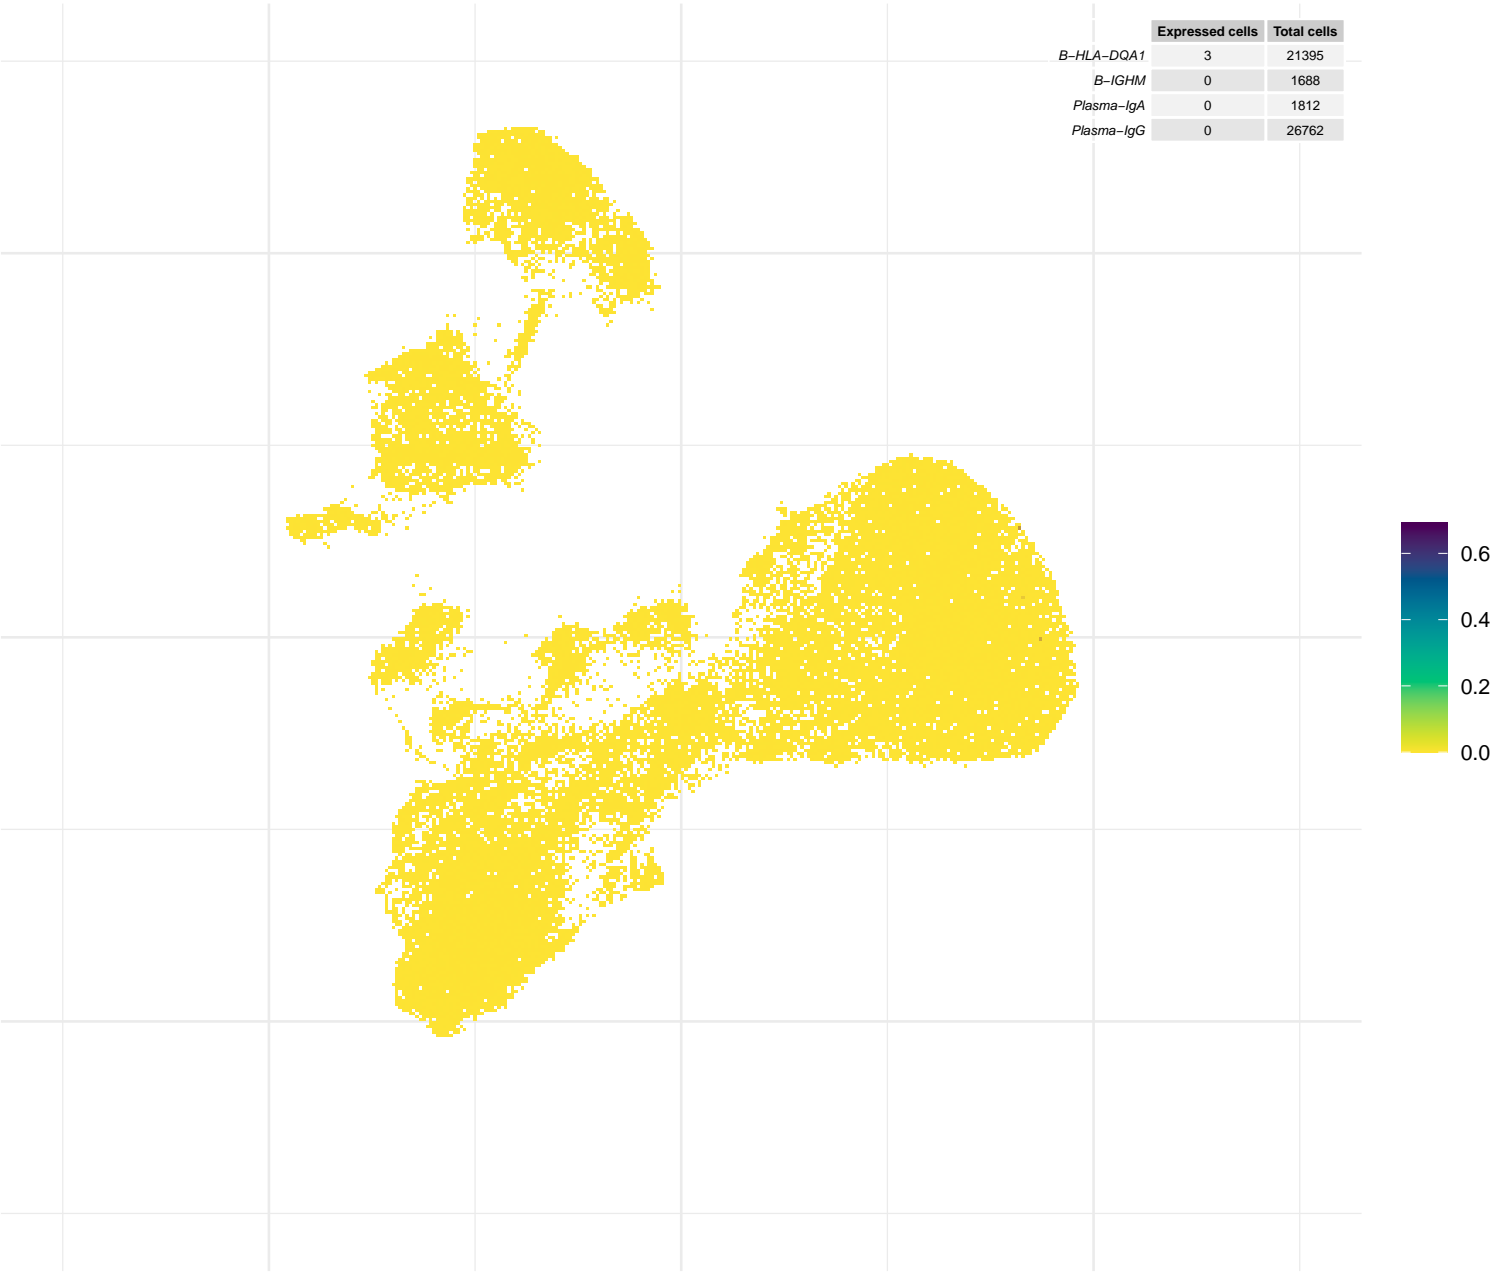 Expressed cells Total cells
B−HLA−DQA1 3 21395
B−IGHM 0 1688
Plasma−IgA 0 1812
Plasma−IgG 0 26762
0.6
0.4
0.2
0.0